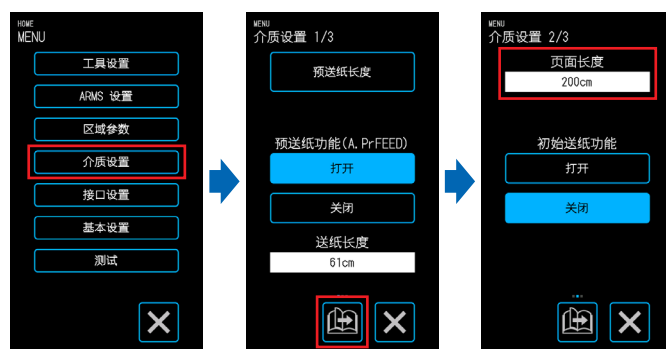 HOME
MENU
工具设置
ARMS 设置
区域参数
介质设置
接口设置
基本设置
测试
MENU
介质设置 1/3
预送纸长度
预送纸功能(A.PrFEED)
打开
关闭
送纸长度
61cm
MENU
介质设置 2/3
页面长度
200cm
初始送纸功能
打开
关闭